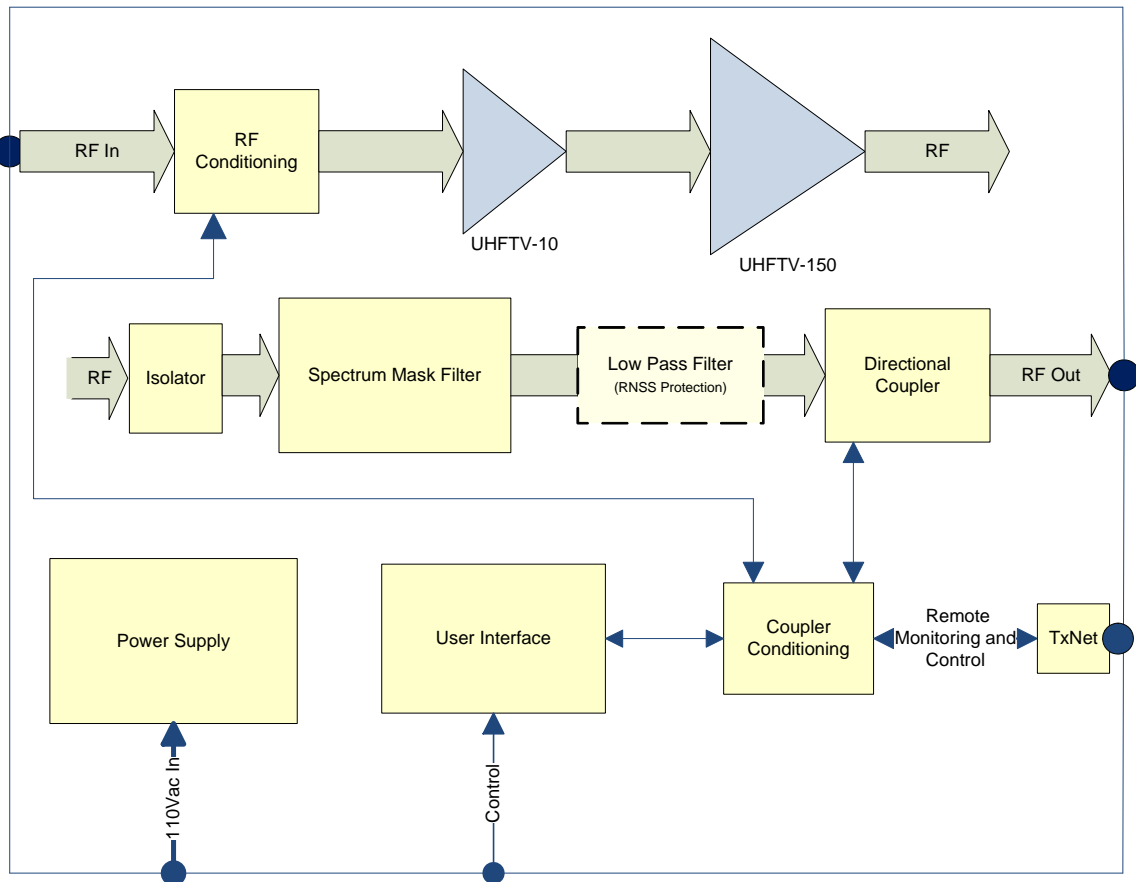 RF In
RF
Conditioning
RF
UHFTV-10
UHFTV-150
RF
Isolator
Spectrum Mask Filter
Low Pass Filter
(RNSS Protection)
Directional
Coupler
RF Out
Power Supply
User Interface
Coupler
Conditioning
Remote
Monitoring and
Control
TxNet
110Vac In
Control